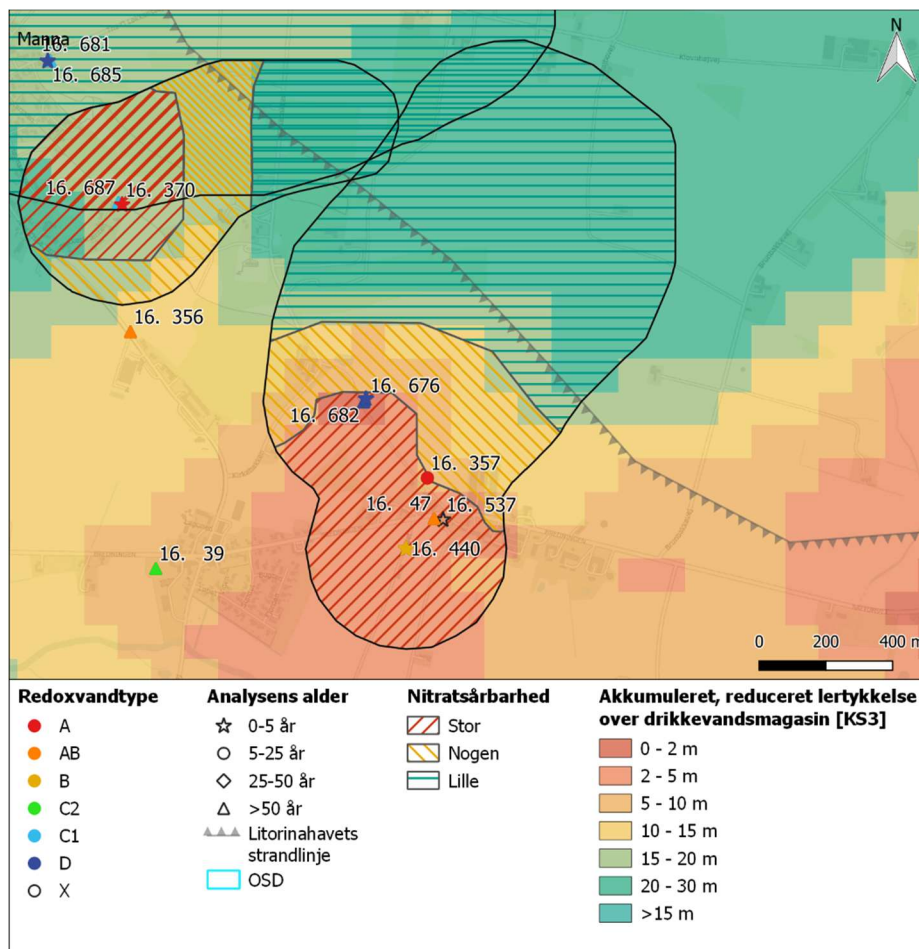 N
Manna
16. 681
16. 685
16. 687
16. 370
16. 356
16. 676
16. 682
16. 357
16. 47
16. 537
16. 440
16. 39
0 200 400 m
Redoxvandtype
A
AB
B
C2
C1
D
X
Analysens alder
0-5 år
5-25 år
25-50 år
>50 år
Litorinahavets
strandlinje
OSD
Nitratsårbarhed
Stor
Nogen
Lille
Akkumuleret, reduceret lertykkelse
over drikkevandsmagasin [KS3]
0 - 2 m
2 - 5 m
5 - 10 m
10 - 15 m
15 - 20 m
20 - 30 m
>15 m